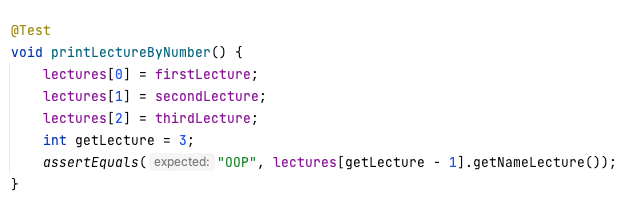 @Test
void printLectureByNumber() {
    lectures[0] = firstLecture;
    lectures[1] = secondLecture;
    lectures[2] = thirdLecture;
    int getLecture = 3;
    assertEquals( expected: "OOP", lectures[getLecture - 1].getNameLecture());
}